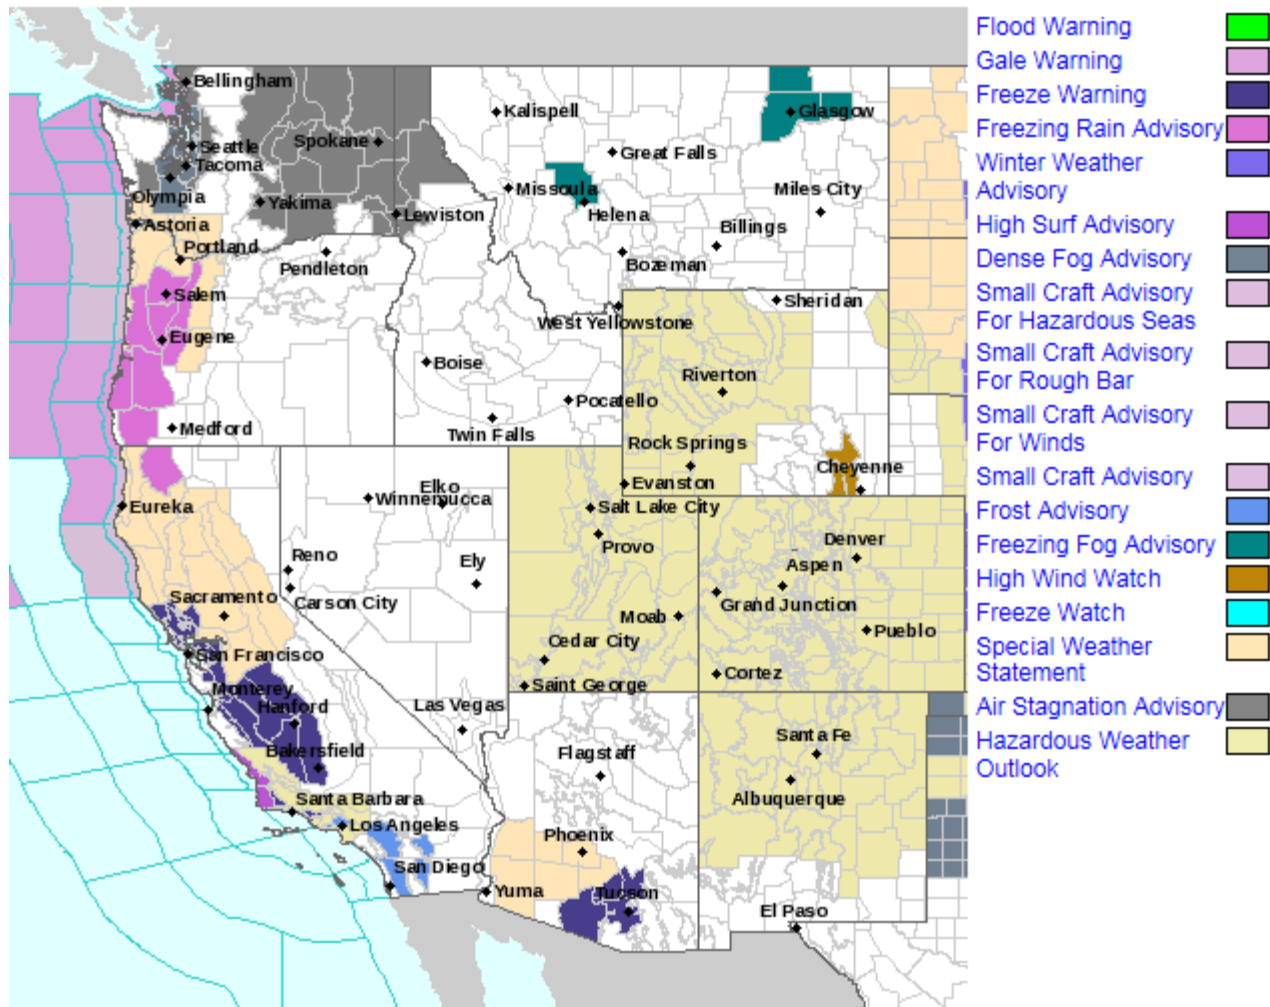 Bellingham
Seattle
Tacoma
Olympia
Spokane
Yakima
Lewiston
Astoria
Portland
Pendleton
Salem
Eugene
Medford
Kalispell
Great Falls
Glasgow
Missoula
Helena
Miles City
Billings
Bozeman
West Yellowstone
Sheridan
Boise
Pocatello
Twin Falls
Riverton
Rock Springs
Evanston
Cheyenne
Eureka
Winnemucca
Elko
Reno
Carson City
Ely
Sacramento
San Francisco
Monterey
Hanford
Bakersfield
Las Vegas
Santa Barbara
Los Angeles
San Diego
Salt Lake City
Provo
Moab
Cedar City
Saint George
Denver
Aspen
Grand Junction
Pueblo
Cortez
Flagstaff
Phoenix
Yuma
Tucson
Santa Fe
Albuquerque
El Paso
Flood Warning
Gale Warning
Freeze Warning
Freezing Rain Advisory
Winter Weather
Advisory
High Surf Advisory
Dense Fog Advisory
Small Craft Advisory
For Hazardous Seas
Small Craft Advisory
For Rough Bar
Small Craft Advisory
For Winds
Small Craft Advisory
Frost Advisory
Freezing Fog Advisory
High Wind Watch
Freeze Watch
Special Weather
Statement
Air Stagnation Advisory
Hazardous Weather
Outlook